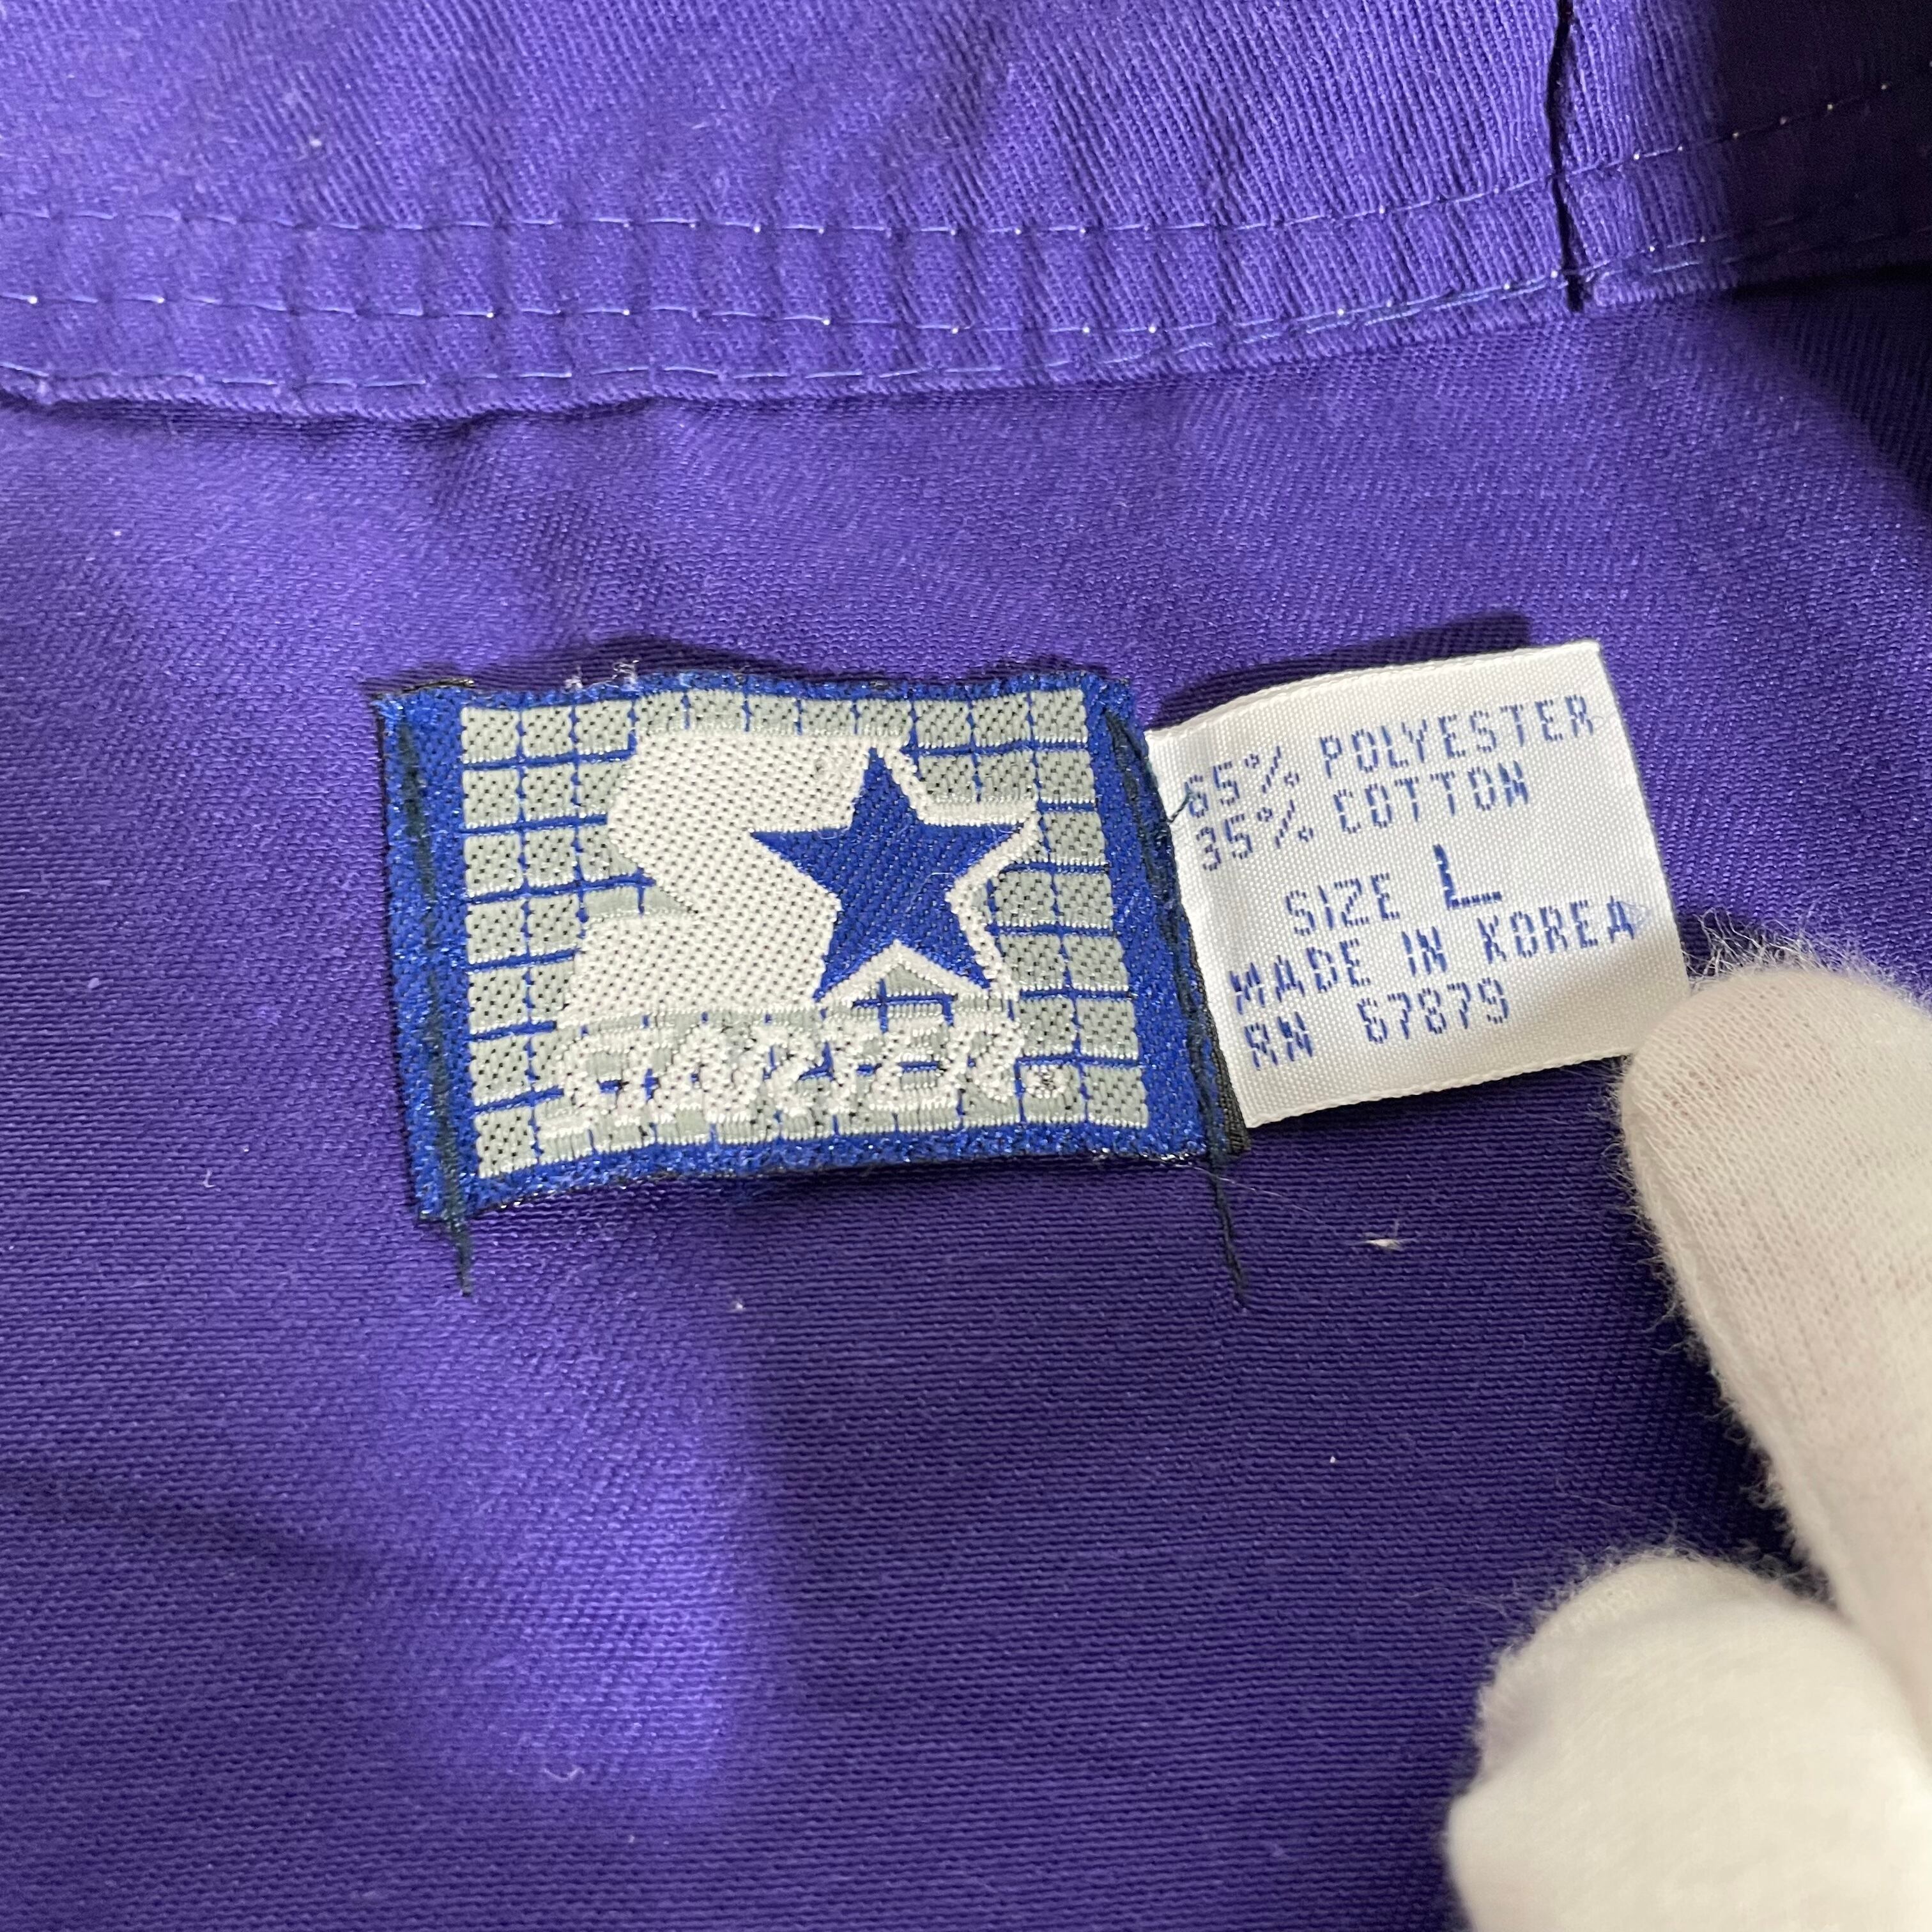 STARTER®
65% POLYESTER
35% COTTON
SIZE L
MADE IN KOREA
RN 67879